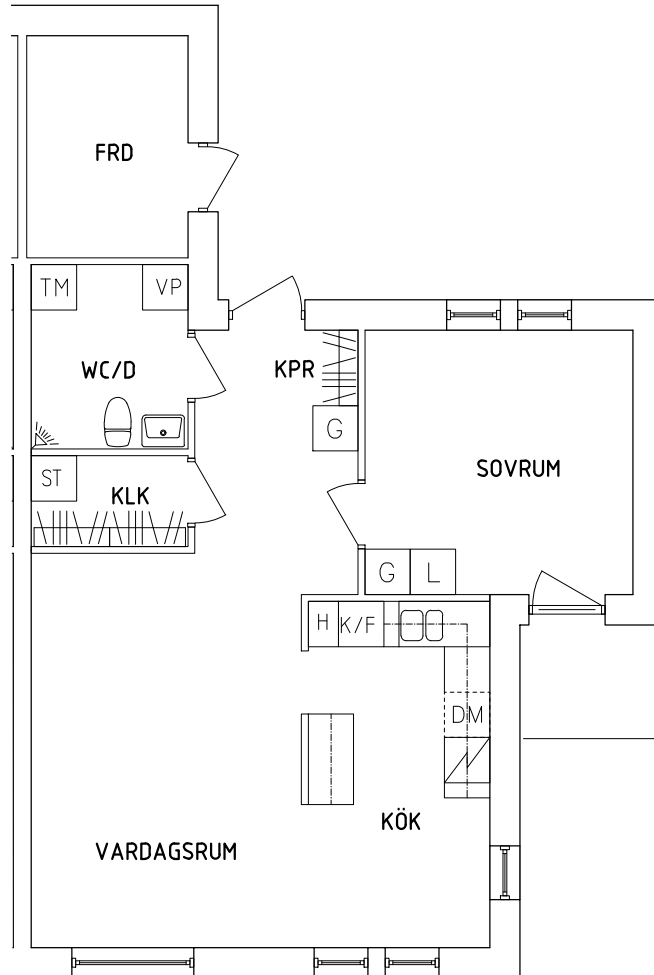 FRD
TM
VP
WC/D
KPR
G
ST
KLK
SOVRUM
G
L
H
K/F
DM
KÖK
VARDAGSRUM